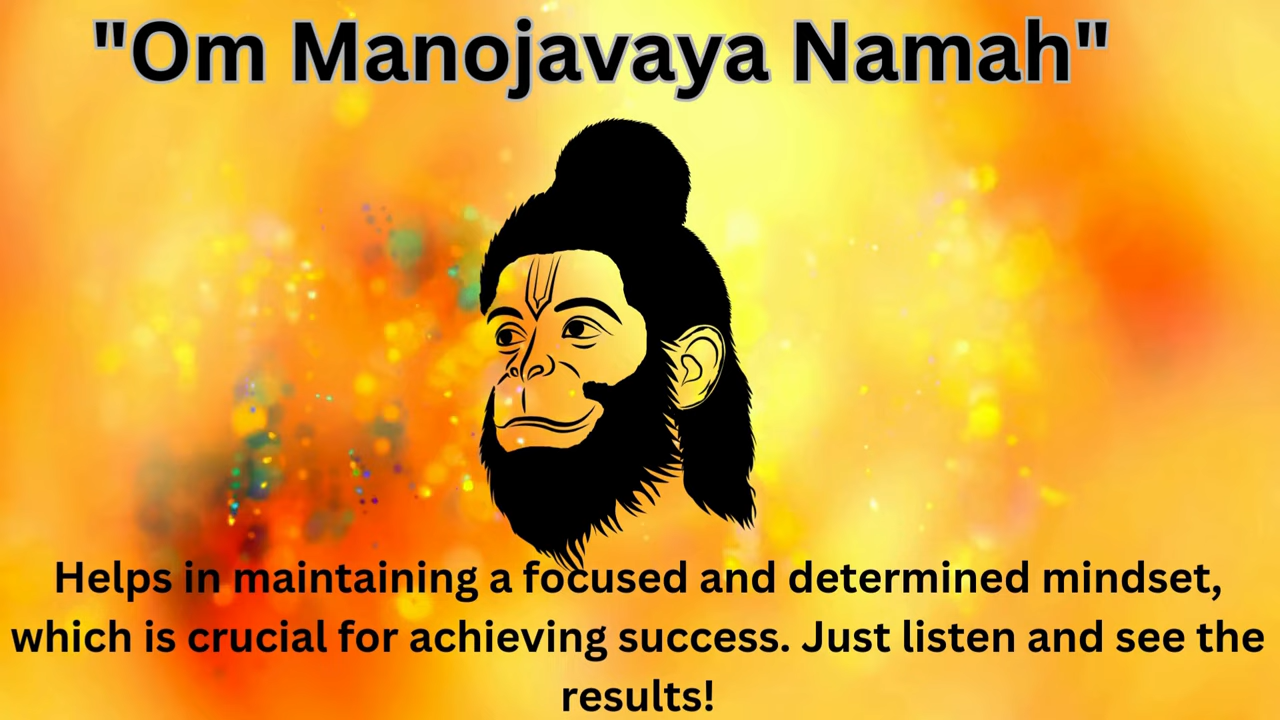 "Om Manojavaya Namah"
Helps in maintaining a focused and determined mindset,
which is crucial for achieving success. Just listen and see the
results!